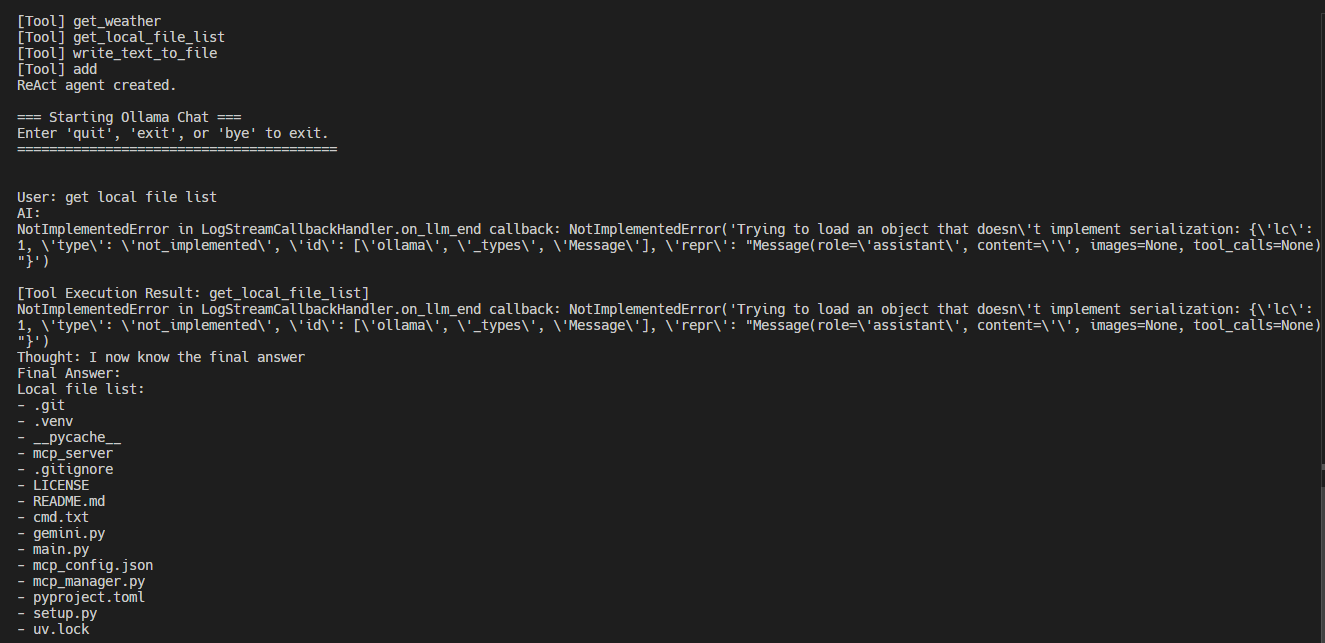 [Tool] get_weather
[Tool] get_local_file_list
[Tool] write_text_to_file
[Tool] add
ReAct agent created.
=== Starting Ollama Chat ===
Enter 'quit', 'exit', or 'bye' to exit.
========================================
User: get local file list
AI:
NotImplementedError in LogStreamCallbackHandler.on_llm_end callback: NotImplementedError('Trying to load an object that doesn\'t implement serialization: {\'lc\':
1, \'type\': \'not_implemented\', \'id\': [\'ollama\', \'_types\', \'Message\'], \'repr\': "Message(role=\'assistant\', content=\'\', images=None, tool_calls=None)
"}')
[Tool Execution Result: get_local_file_list]
NotImplementedError in LogStreamCallbackHandler.on_llm_end callback: NotImplementedError('Trying to load an object that doesn\'t implement serialization: {\'lc\':
1, \'type\': \'not_implemented\', \'id\': [\'ollama\', \'_types\', \'Message\'], \'repr\': "Message(role=\'assistant\', content=\'\', images=None, tool_calls=None)
"}')
Thought: I now know the final answer
Final Answer:
Local file list:
- .git
- .venv
- __pycache__
- mcp_server
- .gitignore
- LICENSE
- README.md
- cmd.txt
- gemini.py
- main.py
- mcp_config.json
- mcp_manager.py
- pyproject.toml
- setup.py
- uv.lock